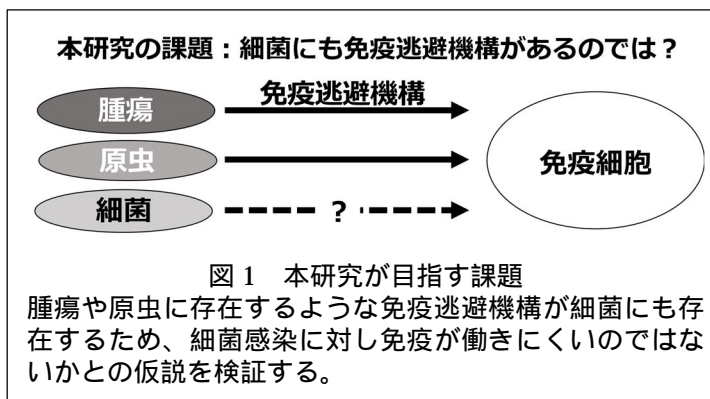 本研究の課題：細菌にも免疫逃避機構があるのでは？
免疫逃避機構
腫瘍
原虫
免疫細胞
細菌
？
図 1　本研究が目指す課題
腫瘍や原虫に存在するような免疫逃避機構が細菌にも存
在するため、細菌感染に対し免疫が働きにくいのではな
いかとの仮説を検証する。